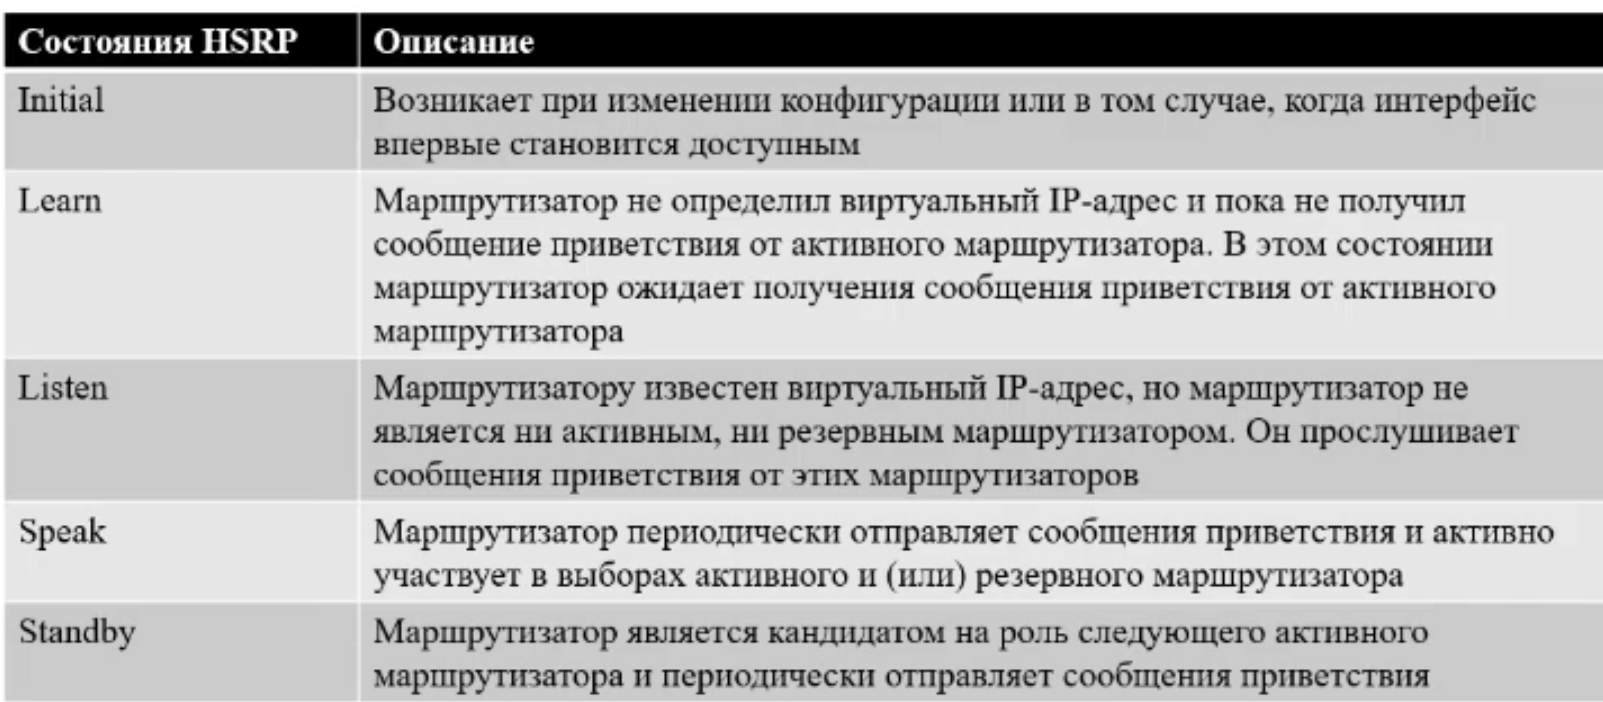 Состояния HSRP
Описание
Initial
Возникает при изменении конфигурации или в том случае, когда интерфейс
впервые становится доступным
Learn
Маршрутизатор не определил виртуальный IP-адрес и пока не получил
сообщение приветствия от активного маршрутизатора. В этом состоянии
маршрутизатор ожидает получения сообщения приветствия от активного
маршрутизатора
Listen
Маршрутизатору известен виртуальный IP-адрес, но маршрутизатор не
является ни активным, ни резервным маршрутизатором. Он прослушивает
сообщения приветствия от этих маршрутизаторов
Speak
Маршрутизатор периодически отправляет сообщения приветствия и активно
участвует в выборах активного и (или) резервного маршрутизатора
Standby
Маршрутизатор является кандидатом на роль следующего активного
маршрутизатора и периодически отправляет сообщения приветствия